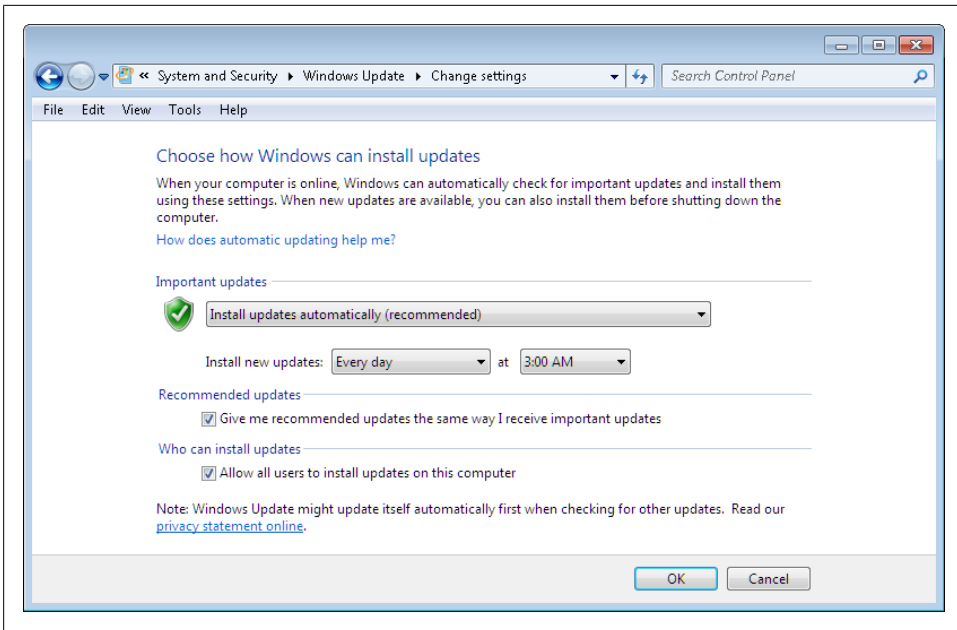 « System and Security ▸ Windows Update ▸ Change settings
Search Control Panel
File Edit View Tools Help
Choose how Windows can install updates
When your computer is online, Windows can automatically check for important updates and install them
using these settings. When new updates are available, you can also install them before shutting down the
computer.
How does automatic updating help me?
Important updates
Install updates automatically (recommended)
Install new updates: Every day at 3:00 AM
Recommended updates
Give me recommended updates the same way I receive important updates
Who can install updates
Allow all users to install updates on this computer
Note: Windows Update might update itself automatically first when checking for other updates. Read our
privacy statement online.
OK Cancel